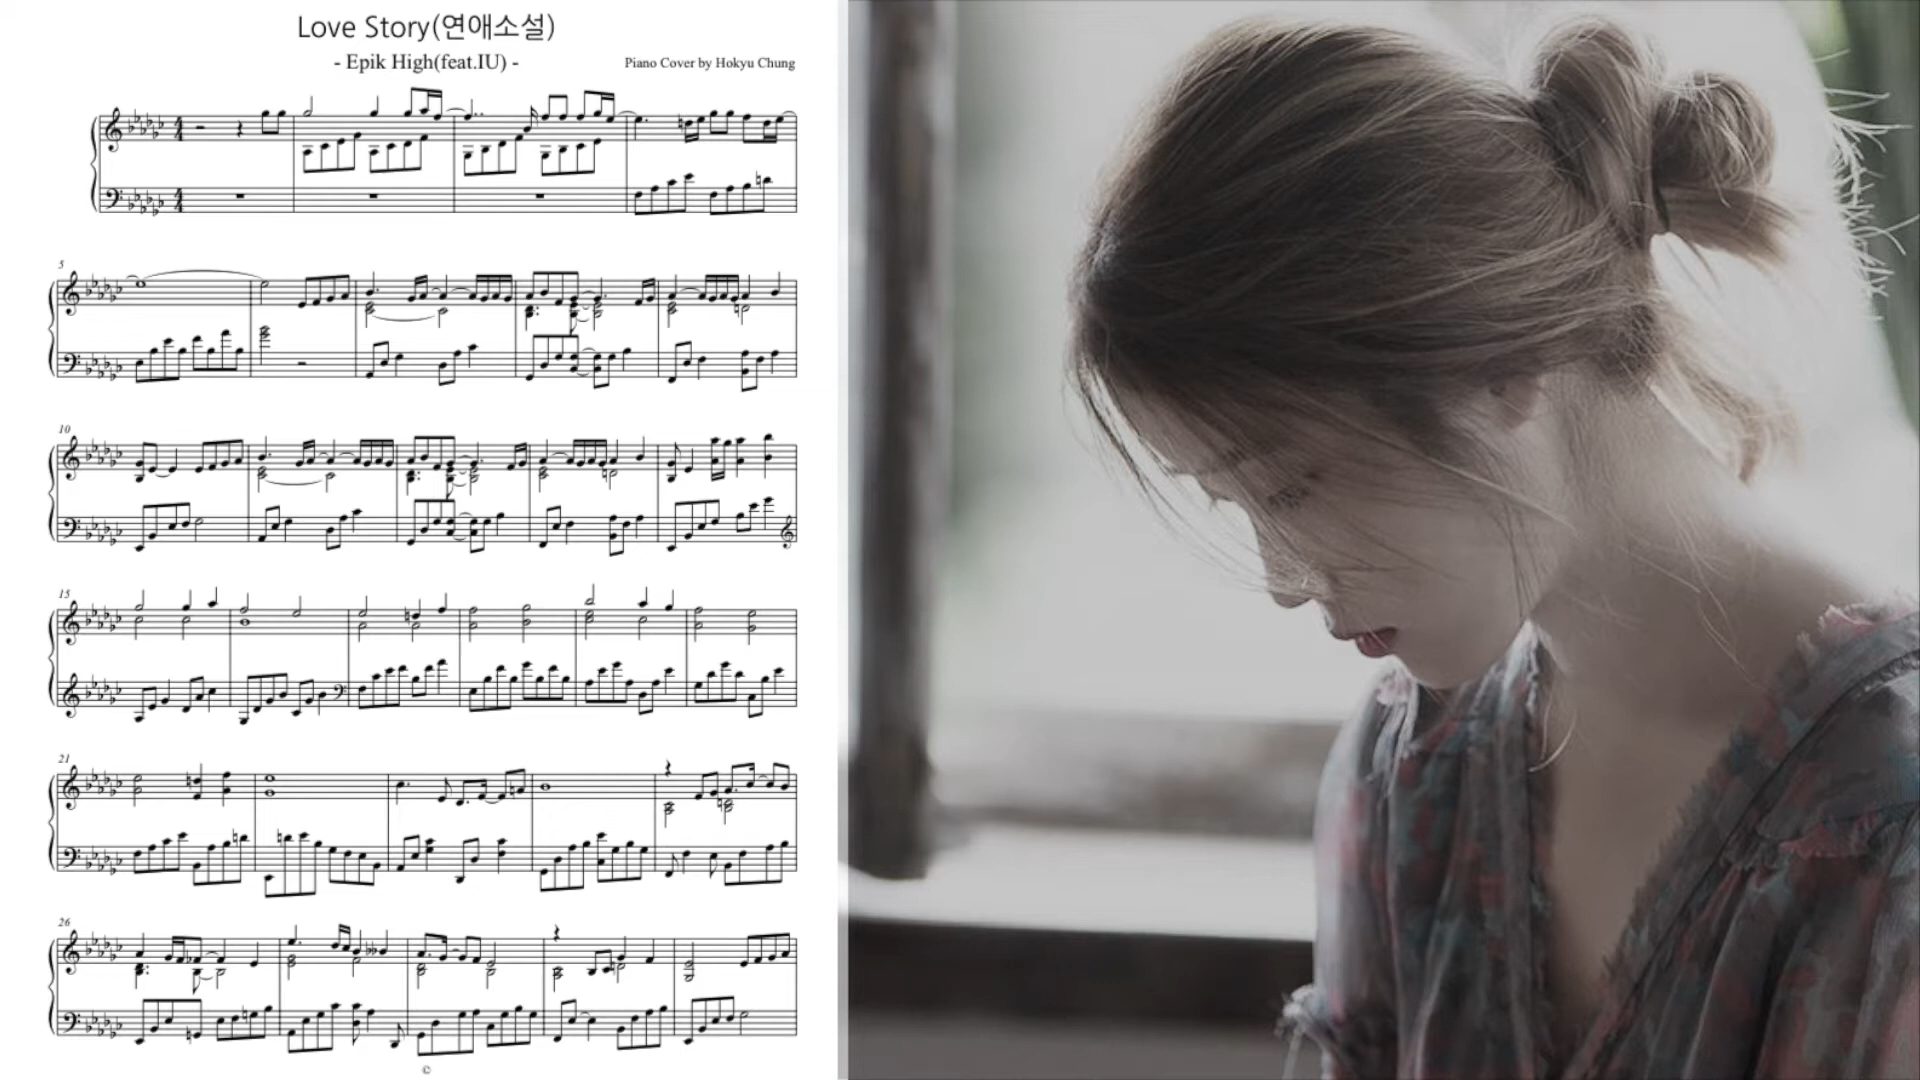 Love Story(연애소설)
- Epik High(feat.IU) -
Piano Cover by Hokyu Chung
5
10
15
21
26
©